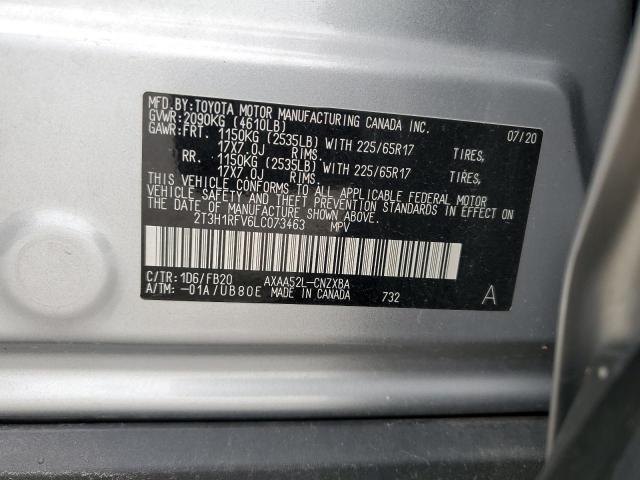 MFD.BY:TOYOTA MOTOR MANUFACTURING CANADA INC. 07/20
GVWR:2090KG (4610LB)
GAWR:FRT. 1150KG (2535LB) WITH 225/65R17 TIRES,
17X7.0J RIMS.
RR. 1150KG (2535LB) WITH 225/65R17 TIRES,
17X7.0J RIMS.
THIS VEHICLE CONFORMS TO ALL APPLICABLE FEDERAL MOTOR
VEHICLE SAFETY AND THEFT PREVENTION STANDARDS IN EFFECT ON
THE DATE OF MANUFACTURE SHOWN ABOVE.
2T3H1RFV6LC073463 MPV
C/TR:1D6/FB20 AXAA52L-CNZXBA
A/TM:-01A/UB80E MADE IN CANADA 732 A